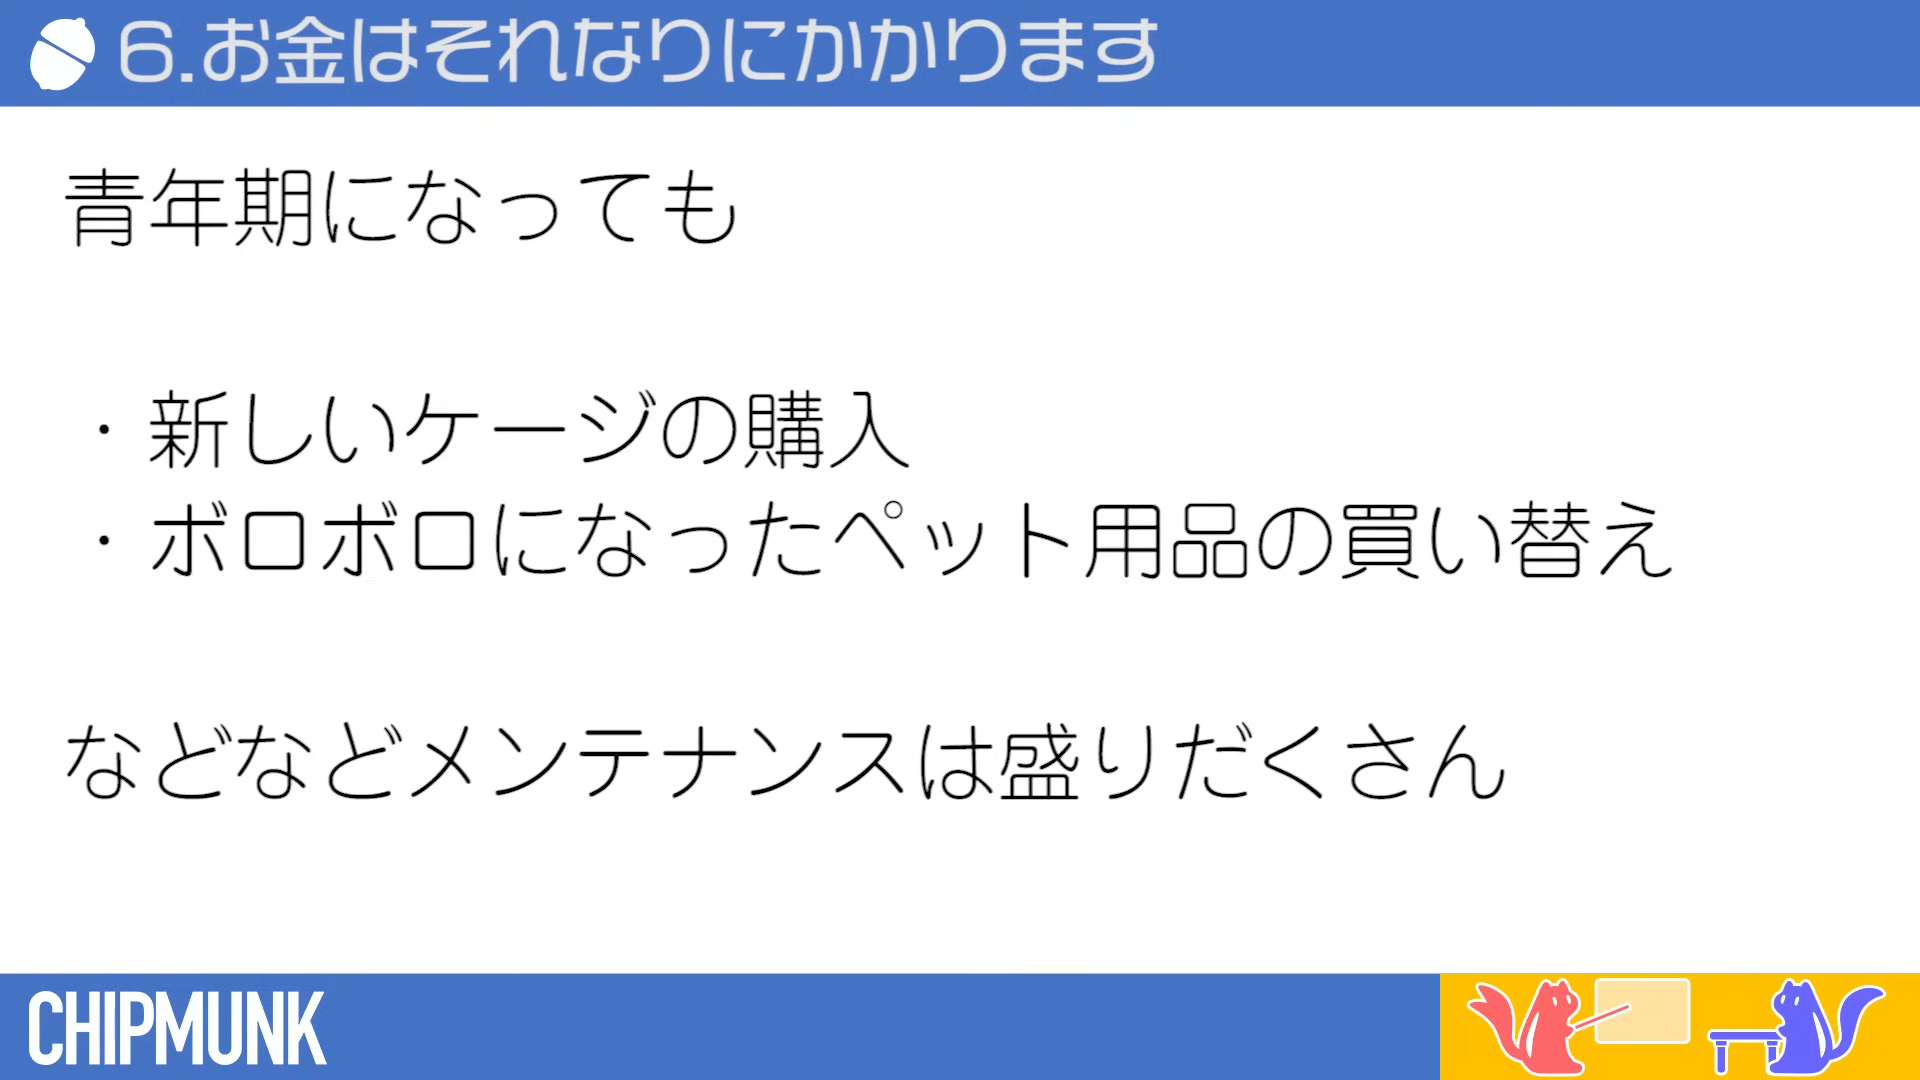 6.お金はそれなりにかかります
青年期になっても
・新しいケージの購入
・ボロボロになったペット用品の買い替え
などなどメンテナンスは盛りだくさん
CHIPMUNK